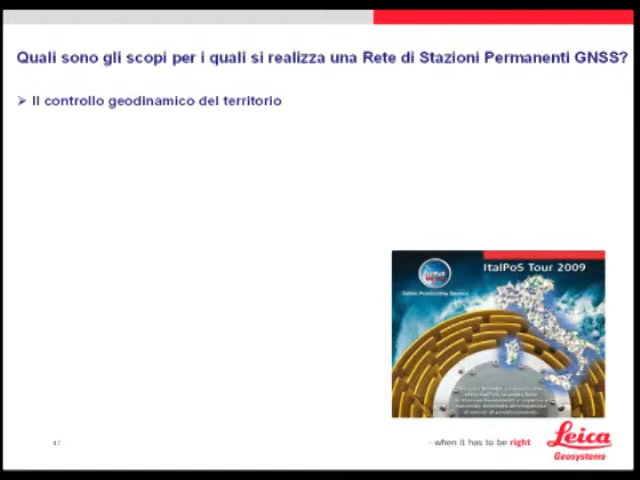 Quali sono gli scopi per i quali si realizza una Rete di Stazioni Permanenti GNSS?
➢ Il controllo geodinamico del territorio
ItalPoS Tour 2009
47
- when it has to be right
Leica
Geosystems